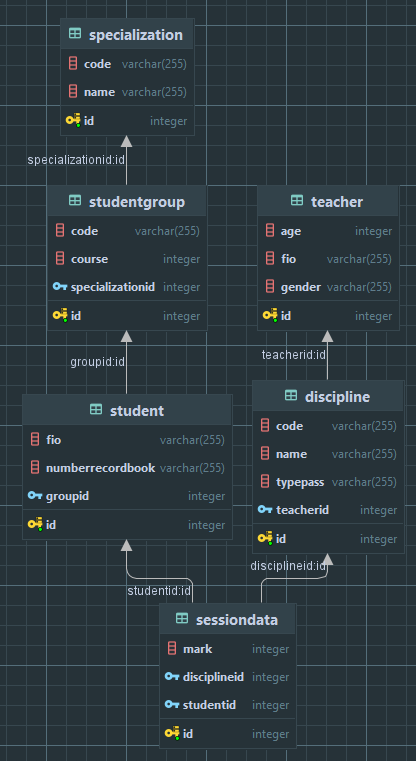 specialization
code varchar(255)
name varchar(255)
id integer
specializationid:id
studentgroup
code varchar(255)
course integer
specializationid integer
id integer
teacher
age integer
fio varchar(255)
gender varchar(255)
id integer
groupid:id
teacherid:id
student
fio varchar(255)
numberrecordbook varchar(255)
groupid integer
id integer
discipline
code varchar(255)
name varchar(255)
typepass varchar(255)
teacherid integer
id integer
studentid:id
disciplineid:id
sessiondata
mark integer
disciplineid integer
studentid integer
id integer